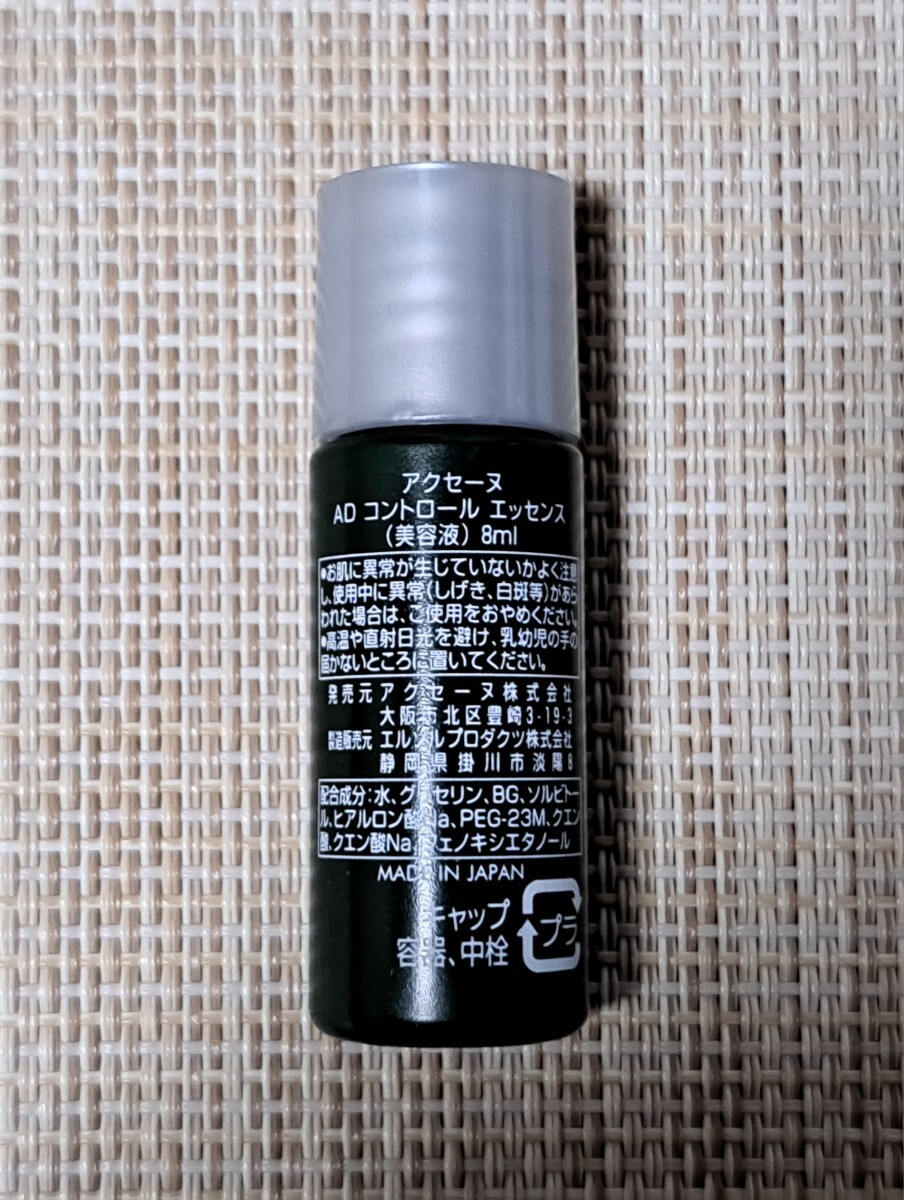 アクセーヌ
AD コントロール エッセンス
(美容液) 8ml
•お肌に異常が生じていないかよく注意
し、使用中に異常(しげき、白斑等)があら
われた場合は、ご使用をおやめください。
•高温や直射日光を避け、乳幼児の手の
届かないところに置いてください。
発売元 アクセーヌ株式会社
大阪市北区豊崎3-19-3
製造販売元 エルソルプロダクツ株式会社
静岡県掛川市淡陽8
配合成分:水、グリセリン、BG、ソルビトー
ル、ヒアルロン酸Na、PEG-23M、クエン
酸、クエン酸Na、フェノキシエタノール
MADE IN JAPAN
キャップ
容器、中栓
プラ